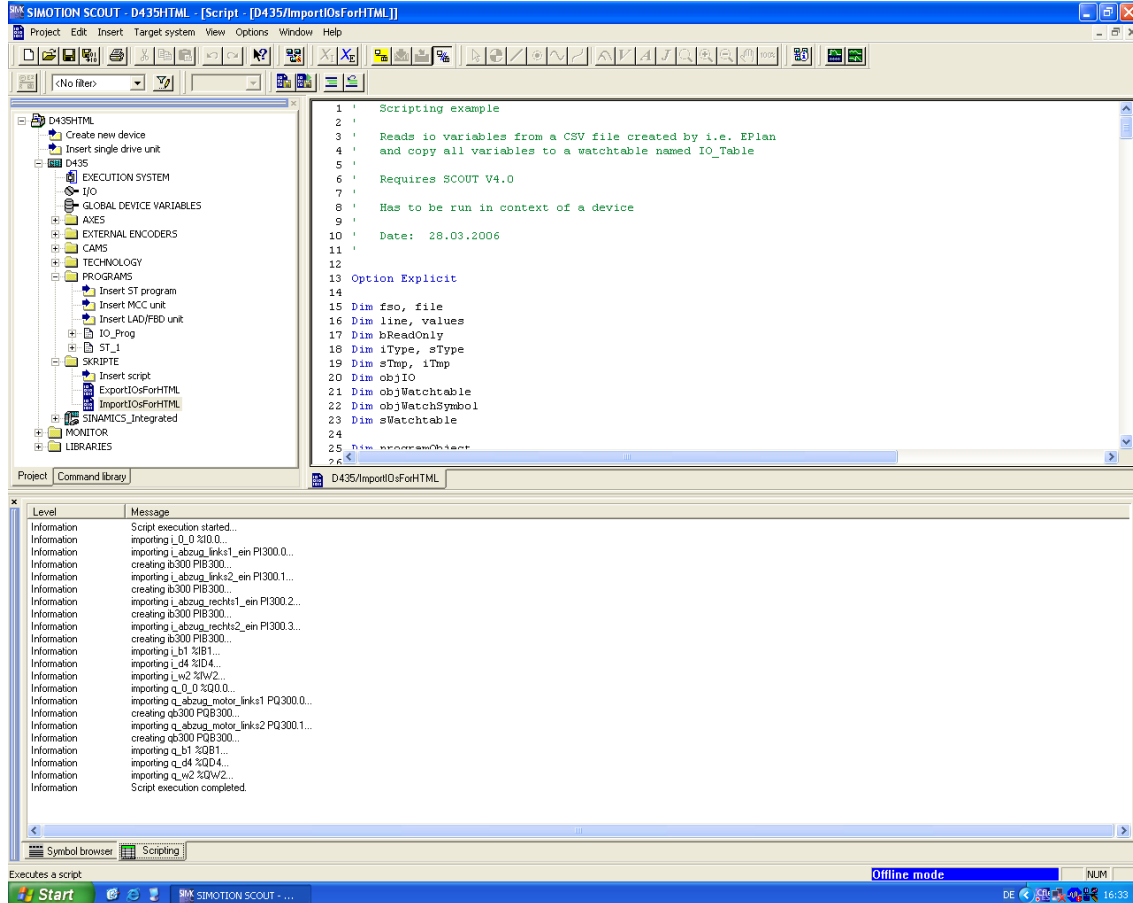 SIMOTION SCOUT - D435HTML - [Script - [D435/ImportIOsForHTML]]
Project Edit Insert Target system View Options Window Help
<No filter>
D435HTML
Create new device
Insert single drive unit
D435
EXECUTION SYSTEM
I/O
GLOBAL DEVICE VARIABLES
AXES
EXTERNAL ENCODERS
CAMS
TECHNOLOGY
PROGRAMS
Insert ST program
Insert MCC unit
Insert LAD/FBD unit
IO_Prog
ST_1
SKRIPTE
Insert script
ExportIOsForHTML
ImportIOsForHTML
SINAMICS_Integrated
MONITOR
LIBRARIES
Project Command library
1 ' Scripting example
2 '
3 ' Reads io variables from a CSV file created by i.e. EPlan
4 ' and copy all variables to a watchtable named IO_Table
5 '
6 ' Requires SCOUT V4.0
7 '
8 ' Has to be run in context of a device
9 '
10 ' Date: 28.03.2006
11 '
12
13 Option Explicit
14
15 Dim fso, file
16 Dim line, values
17 Dim bReadOnly
18 Dim iType, sType
19 Dim sTmp, iTmp
20 Dim objIO
21 Dim objWatchtable
22 Dim objWatchSymbol
23 Dim sWatchtable
24
25 Dim programObject
26
D435/ImportIOsForHTML
Level Message
Information Script execution started...
Information importing i_0_0 %I0.0...
Information importing i_abzug_links1_ein PI300.0...
Information creating ib300 PIB300...
Information importing i_abzug_links2_ein PI300.1...
Information creating ib300 PIB300...
Information importing i_abzug_rechts1_ein PI300.2...
Information creating ib300 PIB300...
Information importing i_abzug_rechts2_ein PI300.3...
Information creating ib300 PIB300...
Information importing i_b1 %IB1...
Information importing i_d4 %ID4...
Information importing i_w2 %IW2...
Information importing q_0_0 %Q0.0...
Information importing q_abzug_motor_links1 PQ300.0...
Information creating qb300 PQB300...
Information importing q_abzug_motor_links2 PQ300.1...
Information creating qb300 PQB300...
Information importing q_b1 %QB1...
Information importing q_d4 %QD4...
Information importing q_w2 %QW2...
Information Script execution completed.
Symbol browser Scripting
Executes a script Offline mode NUM
Start SIMOTION SCOUT - ... DE 16:33